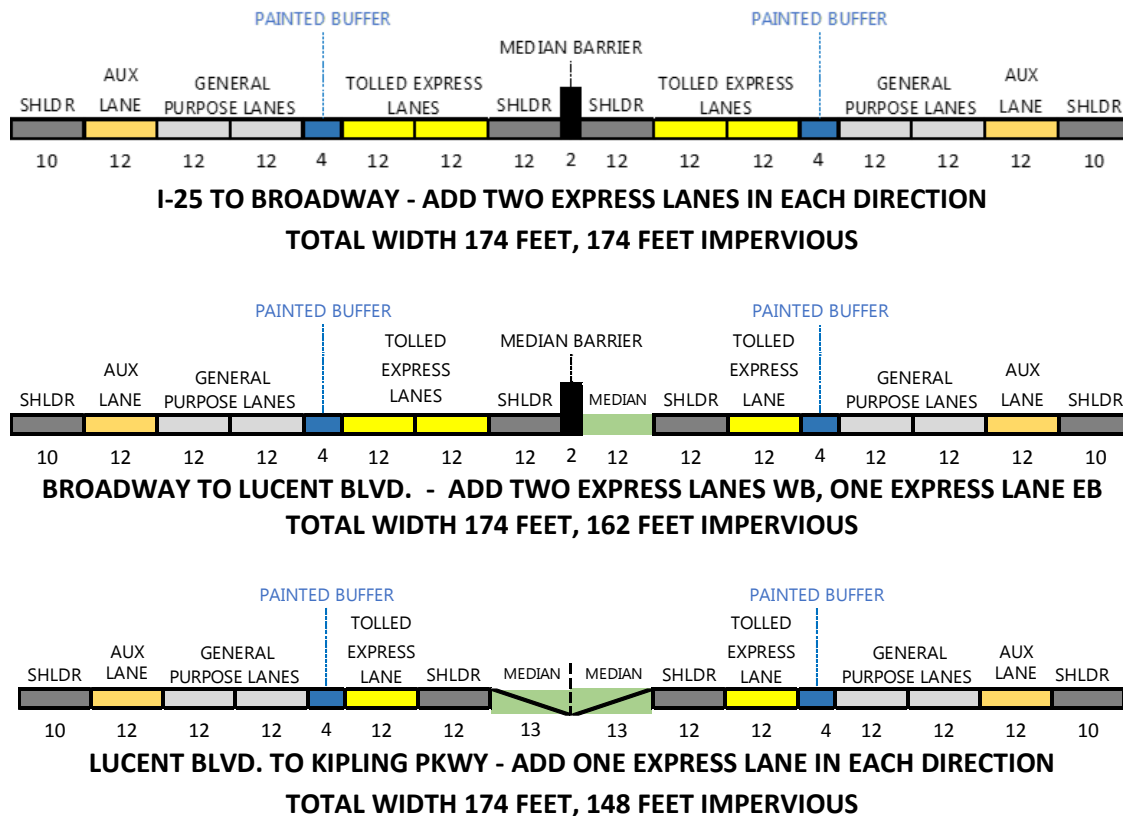 PAINTED BUFFER PAINTED BUFFER
MEDIAN BARRIER
AUX GENERAL TOLLED EXPRESS TOLLED EXPRESS GENERAL AUX
SHLDR LANE PURPOSE LANES LANES SHLDR SHLDR LANES PURPOSE LANES LANE SHLDR
10 12 12 12 4 12 12 12 2 12 12 12 4 12 12 12 10
I-25 TO BROADWAY - ADD TWO EXPRESS LANES IN EACH DIRECTION
TOTAL WIDTH 174 FEET, 174 FEET IMPERVIOUS
PAINTED BUFFER PAINTED BUFFER
TOLLED MEDIAN BARRIER TOLLED
AUX GENERAL EXPRESS EXPRESS GENERAL AUX
SHLDR LANE PURPOSE LANES LANES SHLDR MEDIAN SHLDR LANE PURPOSE LANES LANE SHLDR
10 12 12 12 4 12 12 12 2 12 12 12 4 12 12 12 10
BROADWAY TO LUCENT BLVD. - ADD TWO EXPRESS LANES WB, ONE EXPRESS LANE EB
TOTAL WIDTH 174 FEET, 162 FEET IMPERVIOUS
PAINTED BUFFER PAINTED BUFFER
TOLLED TOLLED
AUX GENERAL EXPRESS EXPRESS GENERAL AUX
SHLDR LANE PURPOSE LANES LANE SHLDR MEDIAN MEDIAN SHLDR LANE PURPOSE LANES LANE SHLDR
10 12 12 12 4 12 12 13 13 12 12 4 12 12 12 10
LUCENT BLVD. TO KIPLING PKWY - ADD ONE EXPRESS LANE IN EACH DIRECTION
TOTAL WIDTH 174 FEET, 148 FEET IMPERVIOUS